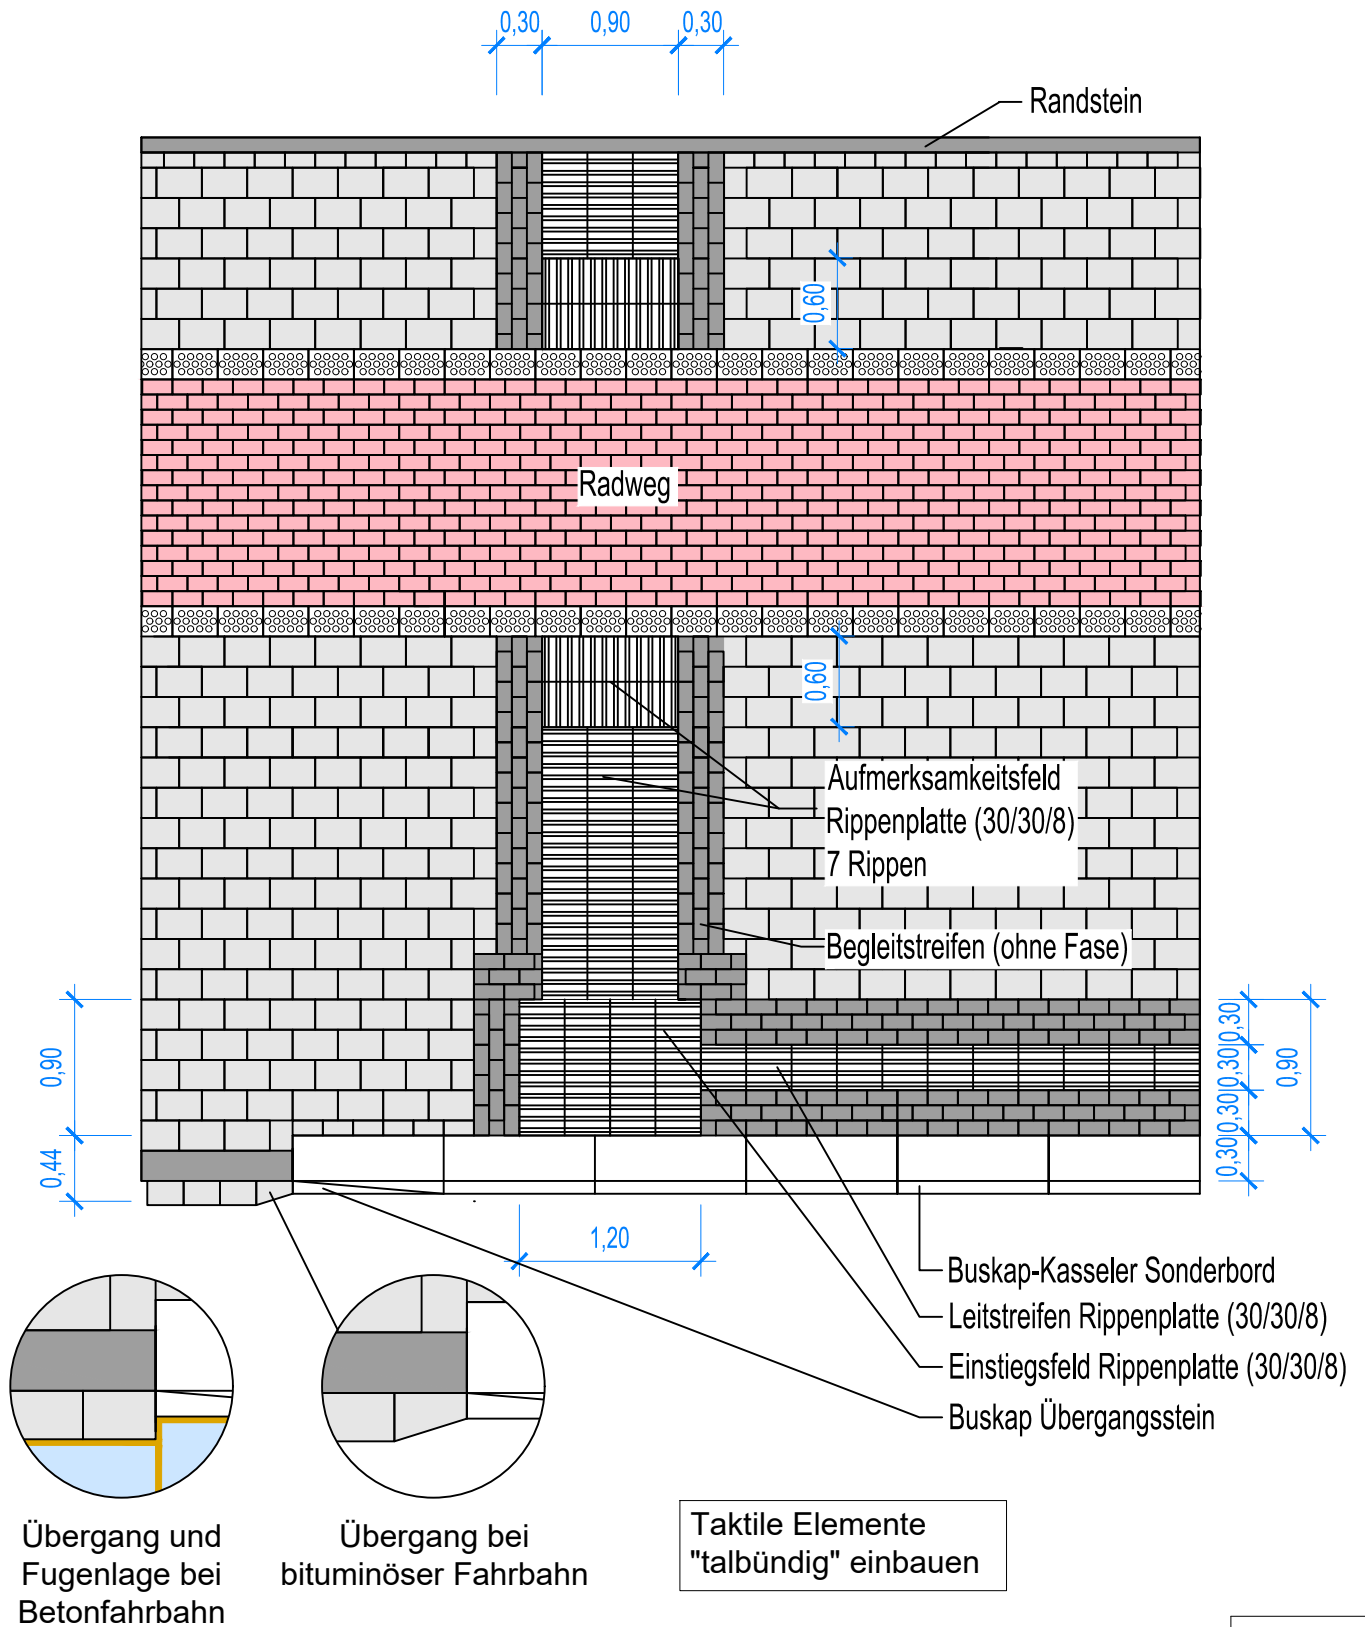 0,30
0,90
0,30
Randstein
0,60
Radweg
0,60
Aufmerksamkeitsfeld
Rippenplatte (30/30/8)
7 Rippen
Begleitstreifen (ohne Fase)
0,90
0,44
0,30
0,30
0,30
0,30
0,90
1,20
Buskap-Kasseler Sonderbord
Leitstreifen Rippenplatte (30/30/8)
Einstiegsfeld Rippenplatte (30/30/8)
Buskap Übergangsstein
Übergang und
Fugenlage bei
Betonfahrbahn
Übergang bei
bituminöser Fahrbahn
Taktile Elemente
"talbündig" einbauen